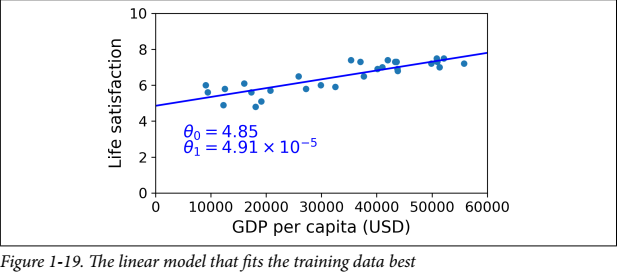 10
8
6
4
2
0
Life satisfaction
θ₀ = 4.85
θ₁ = 4.91 × 10⁻⁵
0 10000 20000 30000 40000 50000 60000
GDP per capita (USD)
Figure 1-19. The linear model that fits the training data best